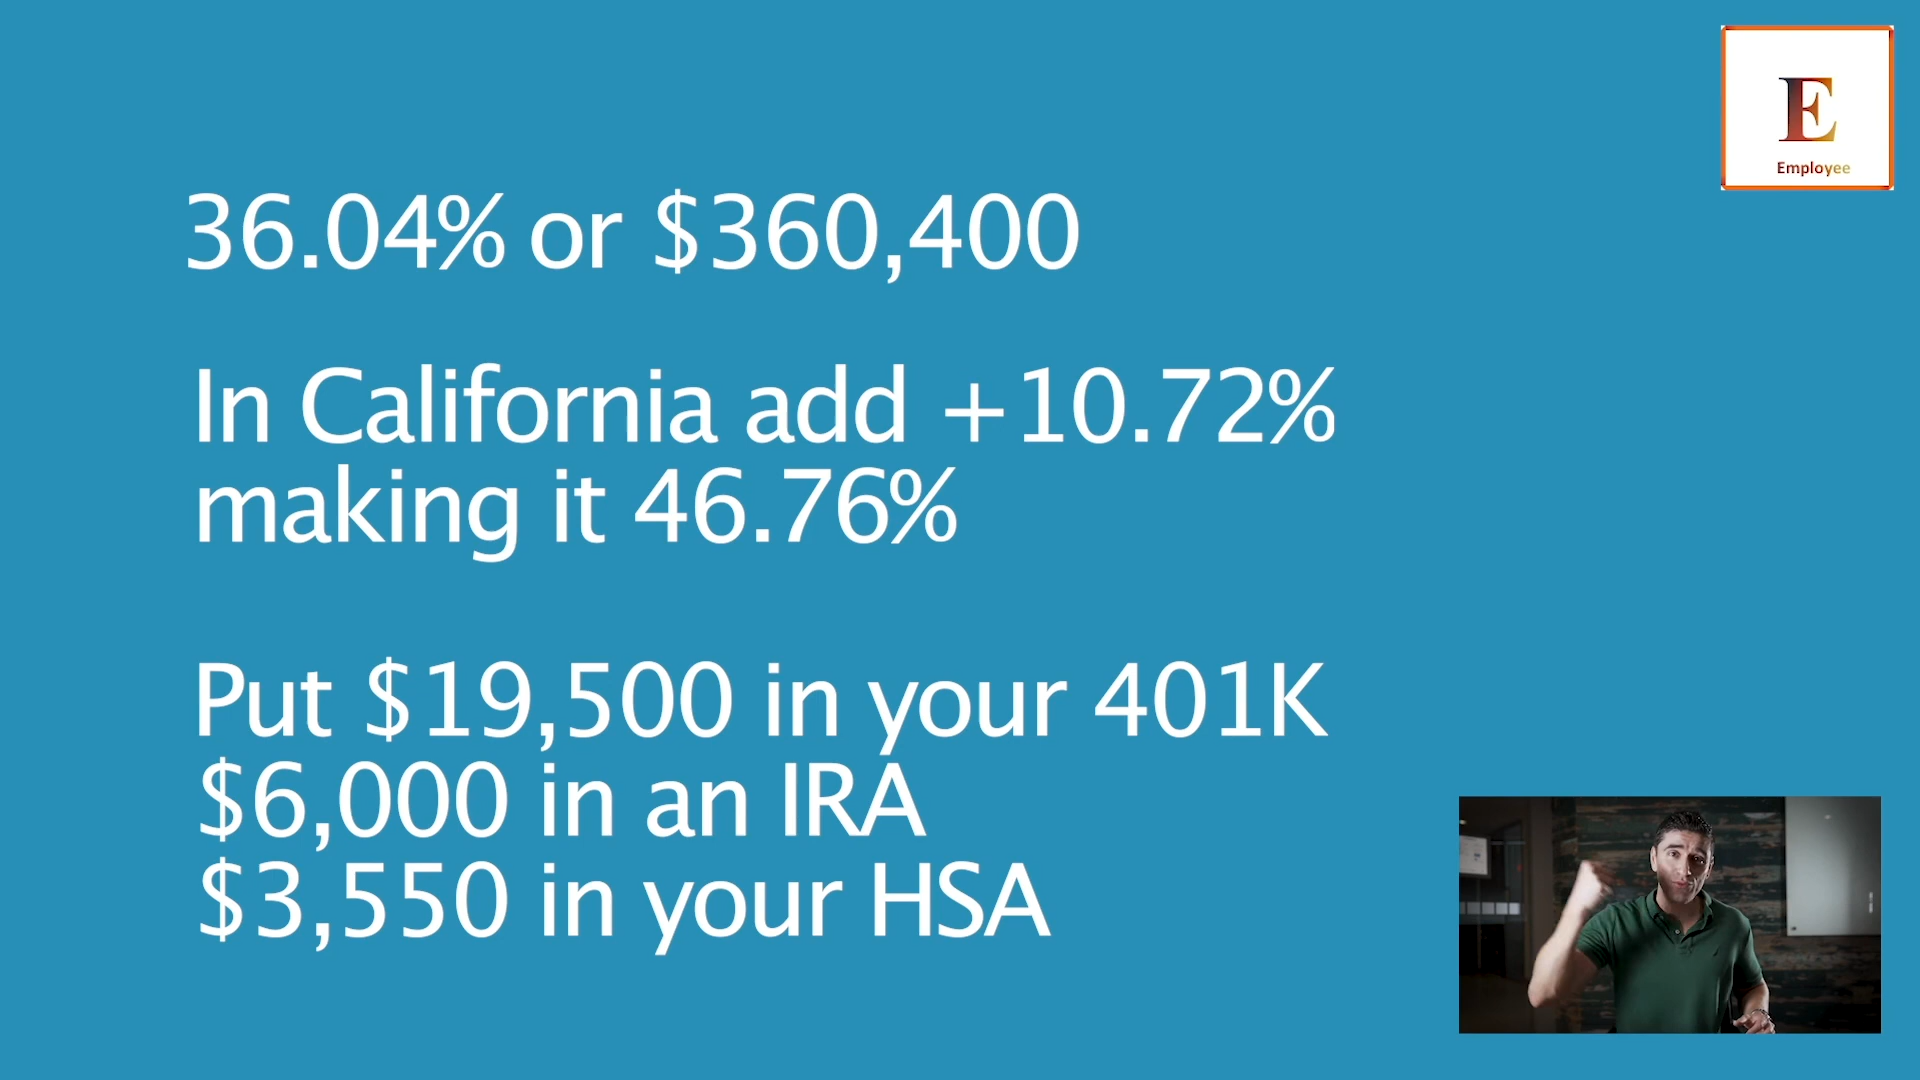 E
Employee
36.04% or $360,400
In California add +10.72%
making it 46.76%
Put $19,500 in your 401K
$6,000 in an IRA
$3,550 in your HSA